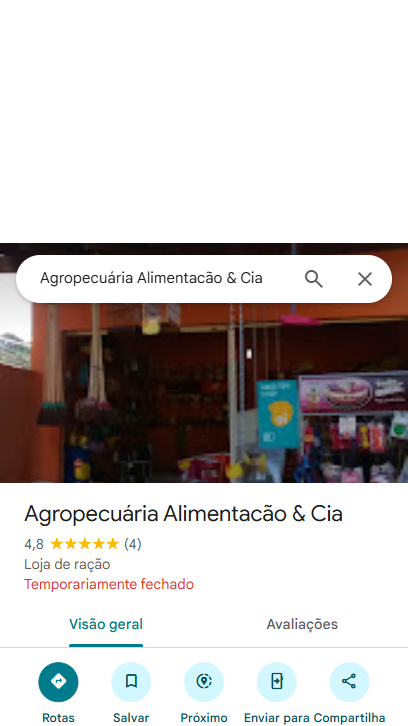 Agropecuária Alimentacão & Cia
oi
Agropecuária Alimentacão & Cia
4,8 (4)
Loja de ração
Temporariamente fechado
Visão geral Avaliações
Rotas Salvar Próximo Enviar para Compartilha